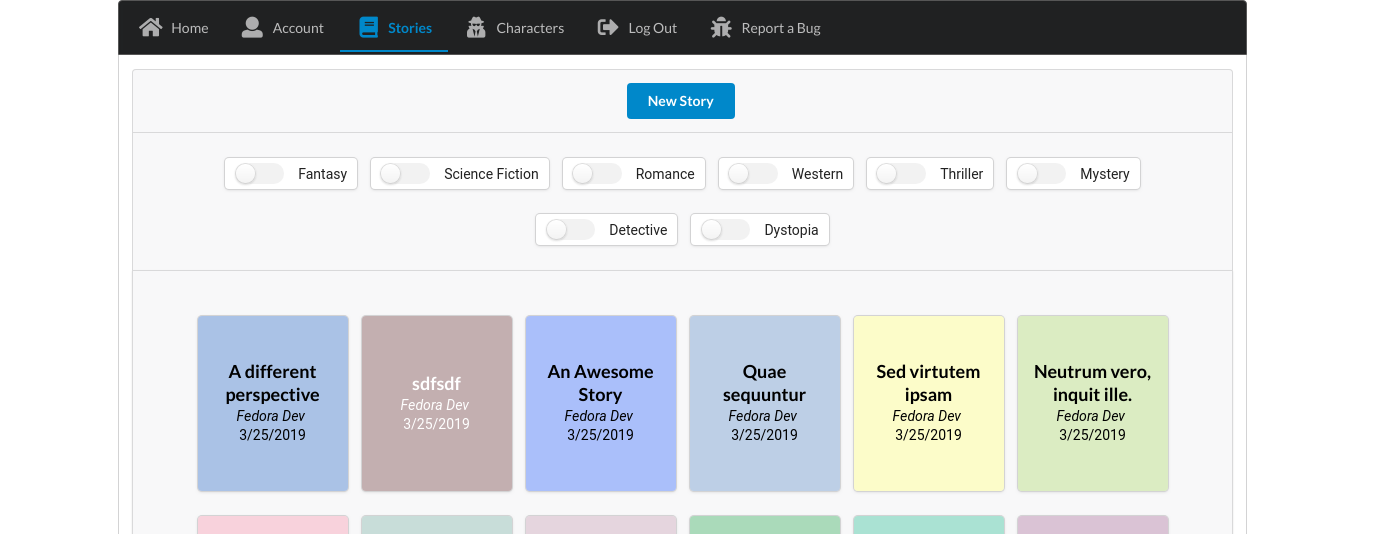 Home Account Stories Characters Log Out Report a Bug
New Story
Fantasy Science Fiction Romance Western Thriller Mystery
Detective Dystopia
A different
perspective
Fedora Dev
3/25/2019
sdfsdf
Fedora Dev
3/25/2019
An Awesome
Story
Fedora Dev
3/25/2019
Quae
sequuntur
Fedora Dev
3/25/2019
Sed virtutem
ipsam
Fedora Dev
3/25/2019
Neutrum vero,
inquit ille.
Fedora Dev
3/25/2019